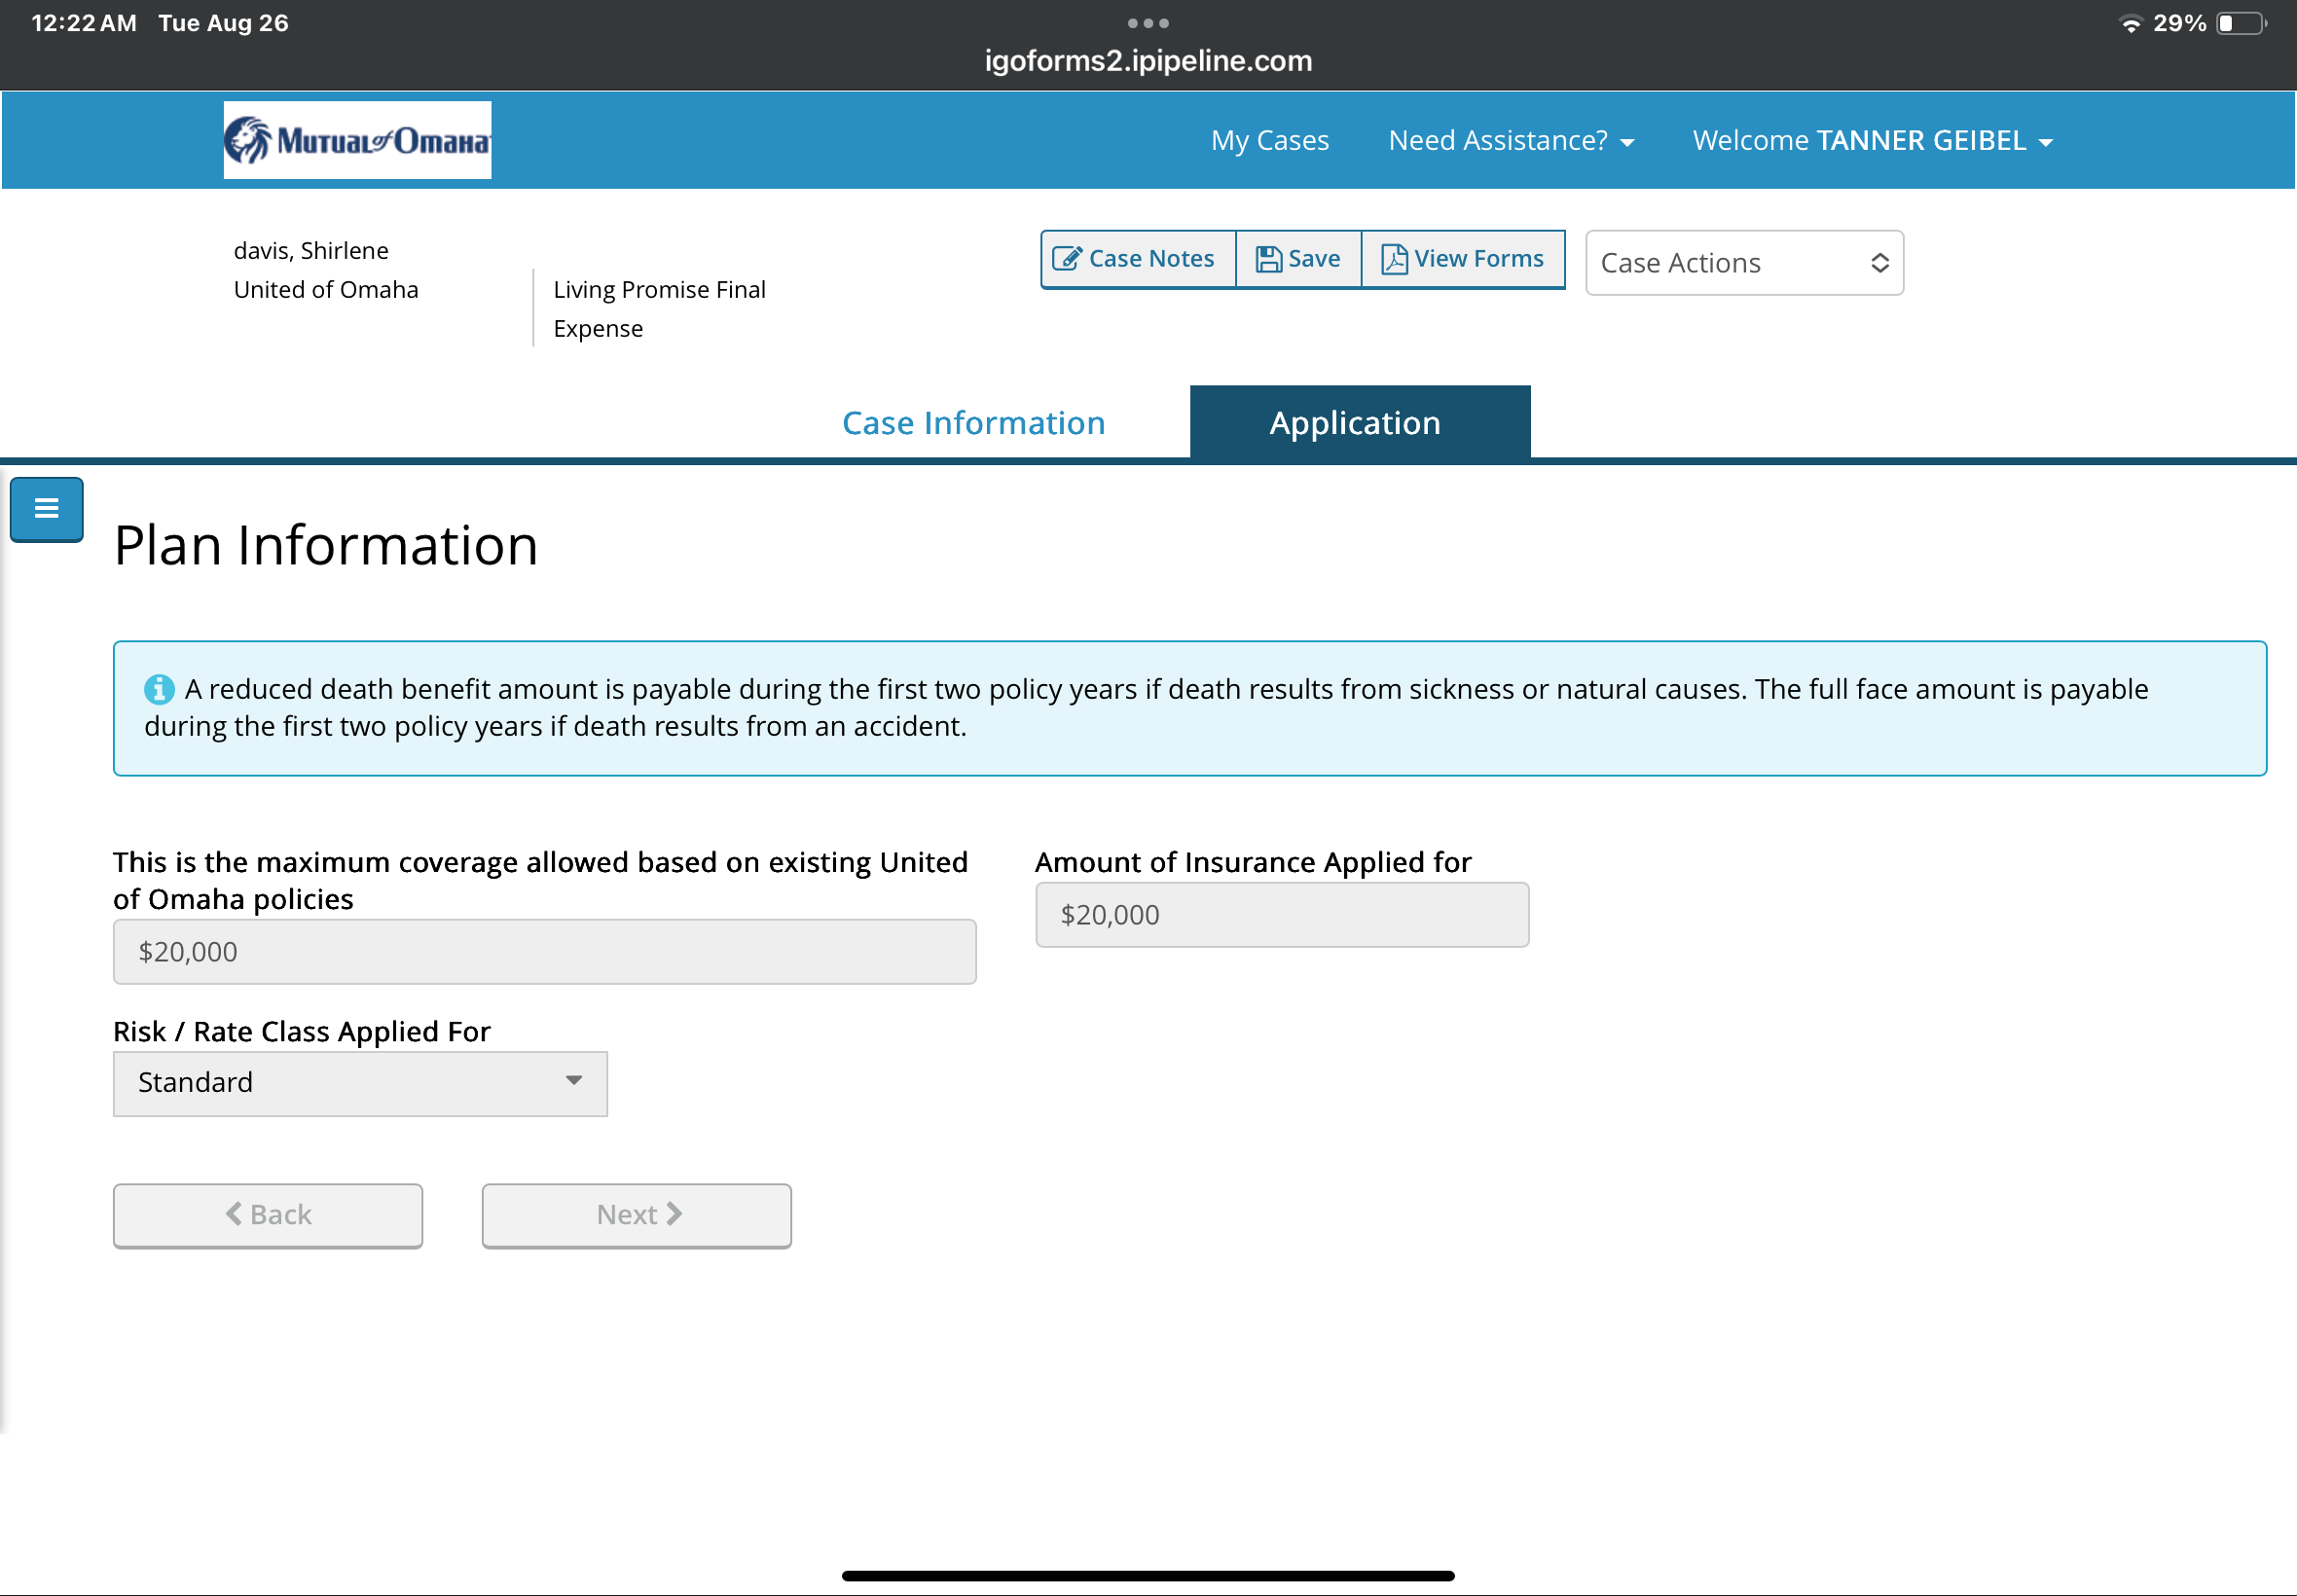 12:22 AM Tue Aug 26
29%
igoforms2.ipipeline.com
Mutual of Omaha
My Cases
Need Assistance?
Welcome TANNER GEIBEL
davis, Shirlene
United of Omaha
Living Promise Final
Expense
Case Notes
Save
View Forms
Case Actions
Case Information
Application
Plan Information
A reduced death benefit amount is payable during the first two policy years if death results from sickness or natural causes. The full face amount is payable
during the first two policy years if death results from an accident.
This is the maximum coverage allowed based on existing United
of Omaha policies
$20,000
Amount of Insurance Applied for
$20,000
Risk / Rate Class Applied For
Standard
Back
Next